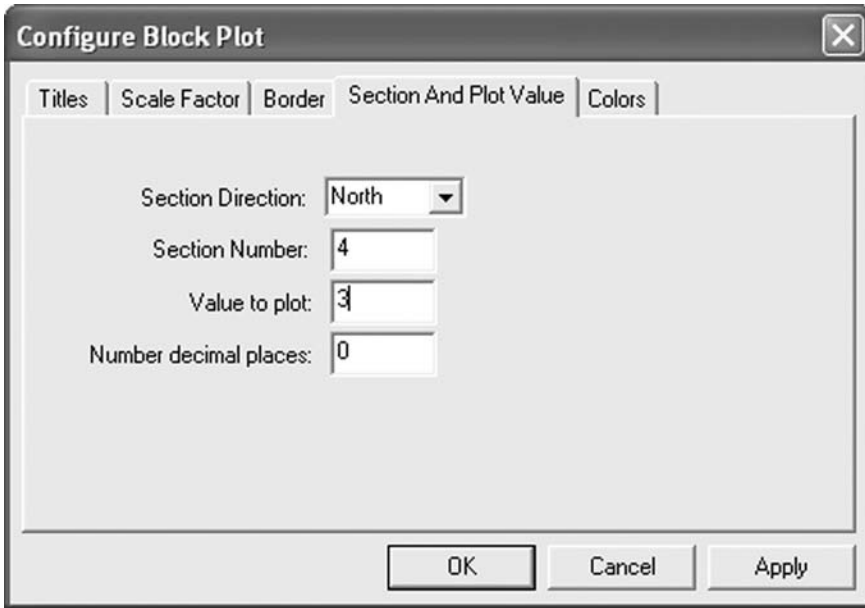 Configure Block Plot
Titles Scale Factor Border Section And Plot Value Colors
Section Direction: North
Section Number: 4
Value to plot: 3
Number decimal places: 0
OK Cancel Apply